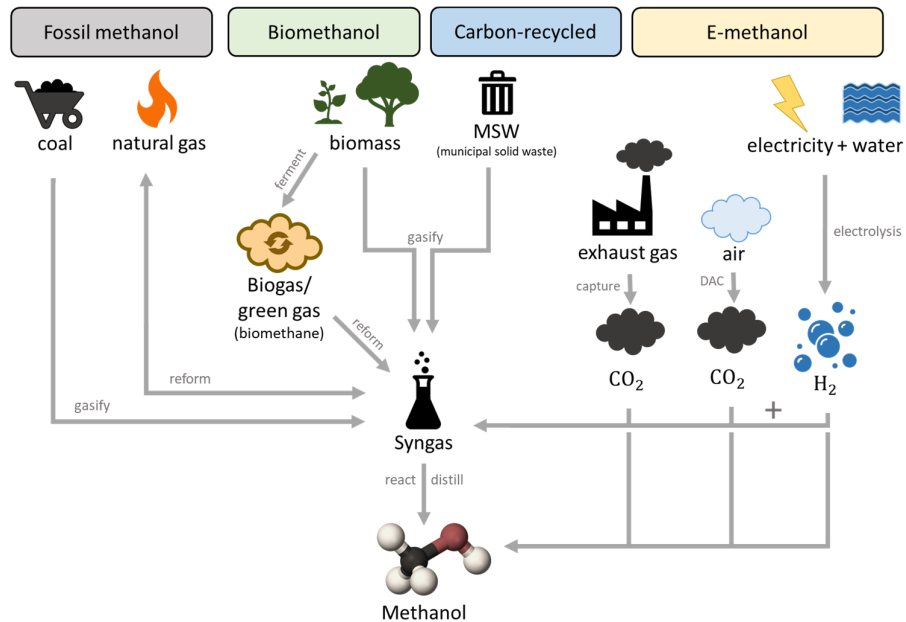 Fossil methanol
Biomethanol
Carbon-recycled
E-methanol
coal
natural gas
biomass
MSW
(municipal solid waste)
electricity + water
ferment
gasify
exhaust gas
air
electrolysis
Biogas/
green gas
(biomethane)
capture
DAC
reform
CO₂
CO₂
H₂
reform
gasify
+
Syngas
react
distill
Methanol